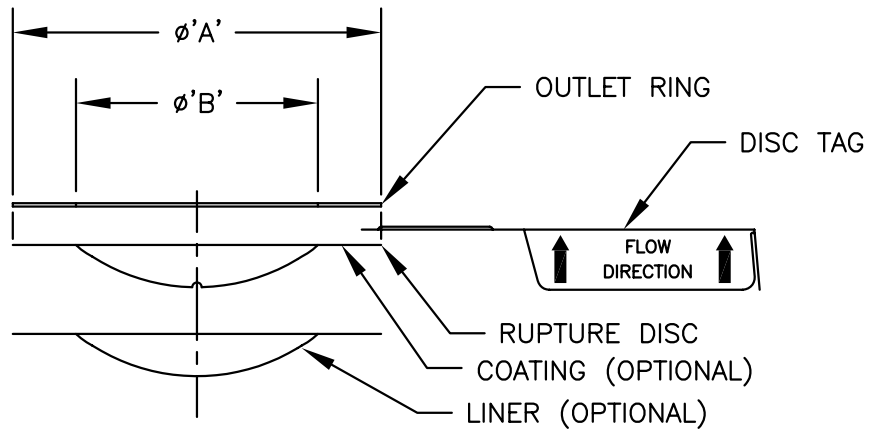 ø'A'
ø'B'
OUTLET RING
DISC TAG
FLOW
DIRECTION
RUPTURE DISC
COATING (OPTIONAL)
LINER (OPTIONAL)